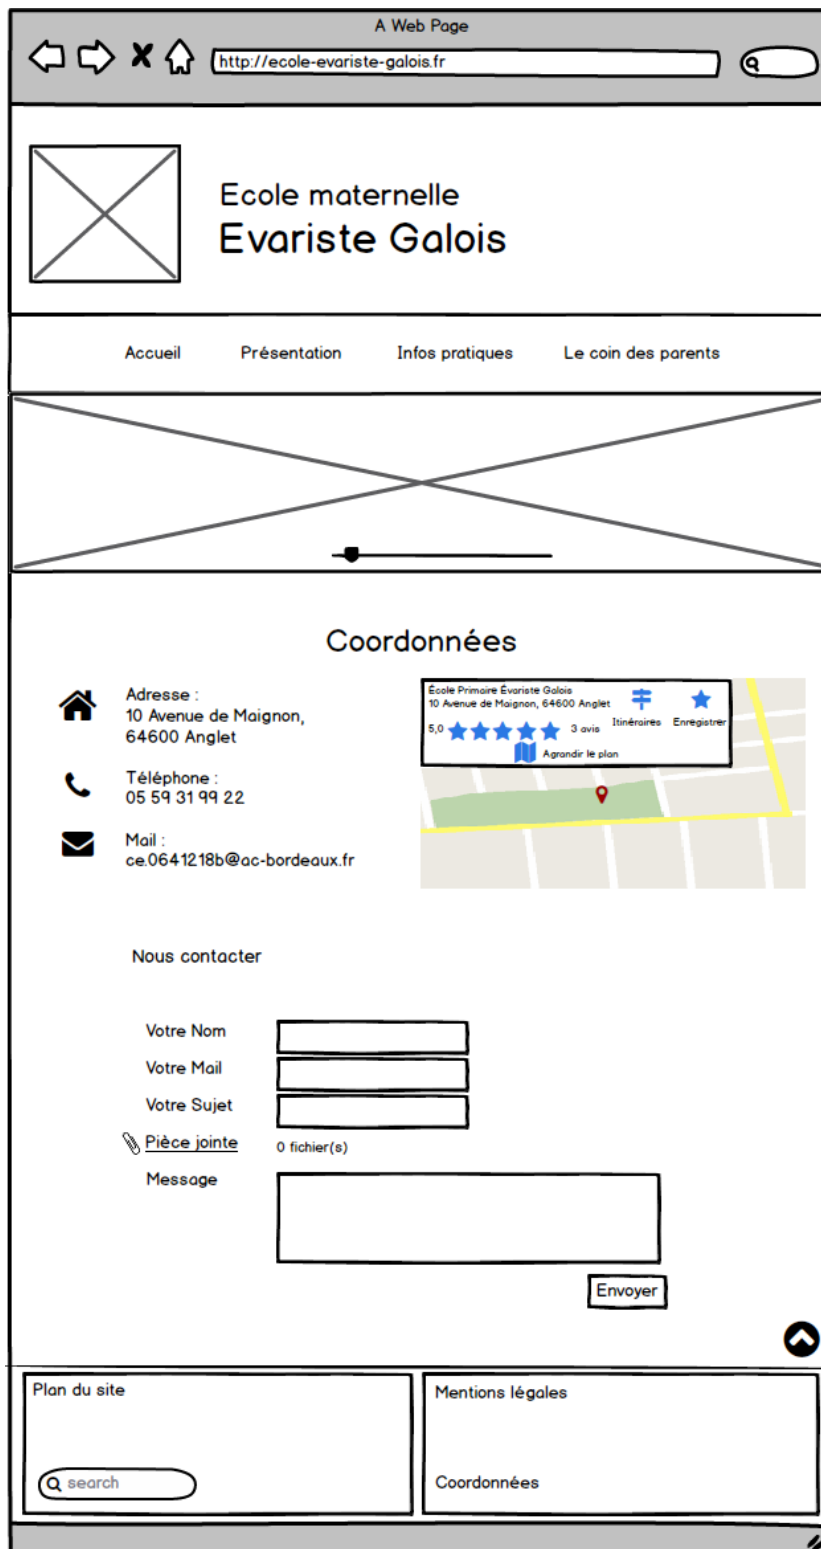 A Web Page
http://ecole-evariste-galois.fr
Ecole maternelle
Evariste Galois
Accueil Présentation Infos pratiques Le coin des parents
Coordonnées
Adresse :
10 Avenue de Maignon,
64600 Anglet
Téléphone :
05 59 31 99 22
Mail :
ce.0641218b@ac-bordeaux.fr
École Primaire Évariste Galois
10 Avenue de Maignon, 64600 Anglet
Itinéraires Enregistrer
5,0 3 avis
Agrandir le plan
Nous contacter
Votre Nom
Votre Mail
Votre Sujet
Pièce jointe 0 fichier(s)
Message
Envoyer
Plan du site
search
Mentions légales
Coordonnées